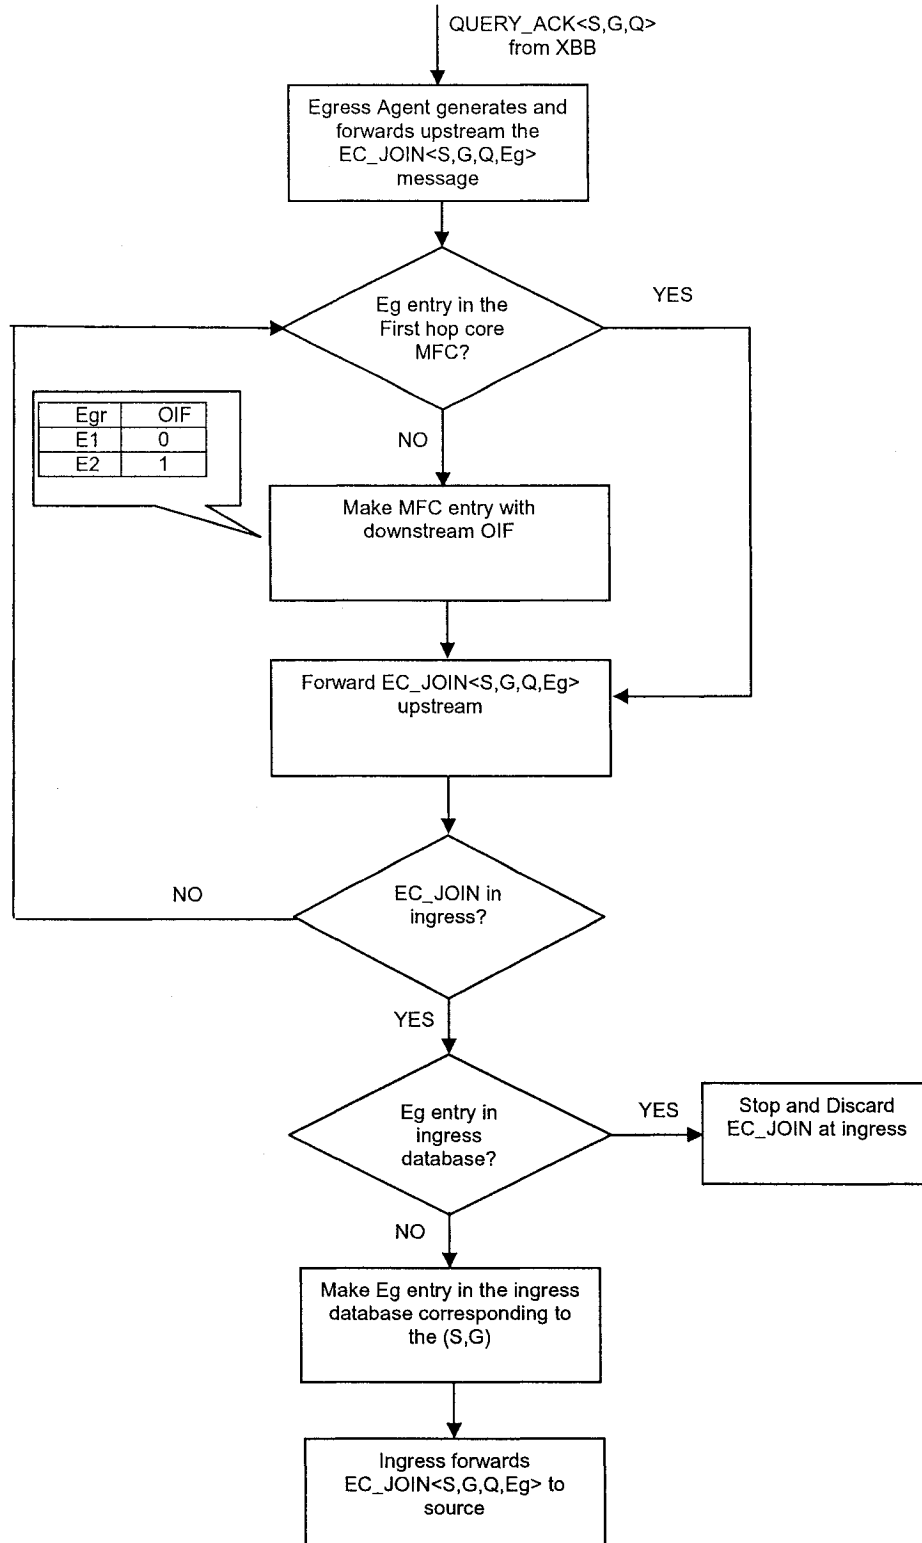 QUERY_ACK<S,G,Q>
from XBB
Egress Agent generates and
forwards upstream the
EC_JOIN<S,G,Q,Eg>
message
Eg entry in the
First hop core
MFC?
YES
Egr OIF
E1 0
E2 1
NO
Make MFC entry with
downstream OIF
Forward EC_JOIN<S,G,Q,Eg>
upstream
EC_JOIN in
ingress?
NO
YES
Eg entry in
ingress
database?
YES
Stop and Discard
EC_JOIN at ingress
NO
Make Eg entry in the ingress
database corresponding to
the (S,G)
Ingress forwards
EC_JOIN<S,G,Q,Eg> to
source